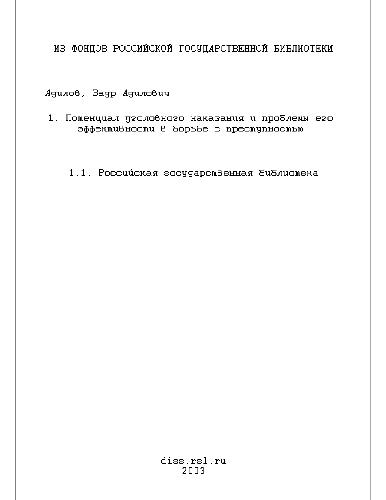 ИЗ ФОНДОВ РОССИЙСКОЙ ГОСУДАРСТВЕННОЙ БИБЛИОТЕКИ
Адилов, Заур Адилович
1. Потенциал уголовного наказания и проблемы его
эффективности в борьбе с преступностью
1.1. Российская государственная библиотека
diss.rsl.ru
2003